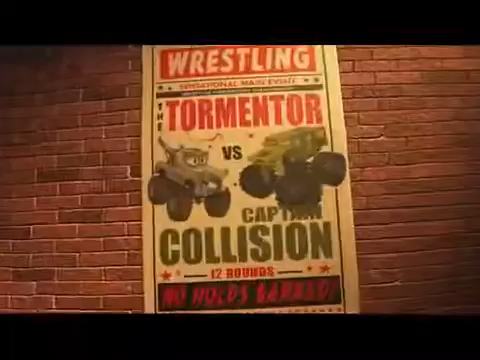 WRESTLING
SENSATIONAL MAIN EVENT
THE
TORMENTOR
VS
CAPTAIN
COLLISION
12 ROUNDS
NO HOLDS BARRED!